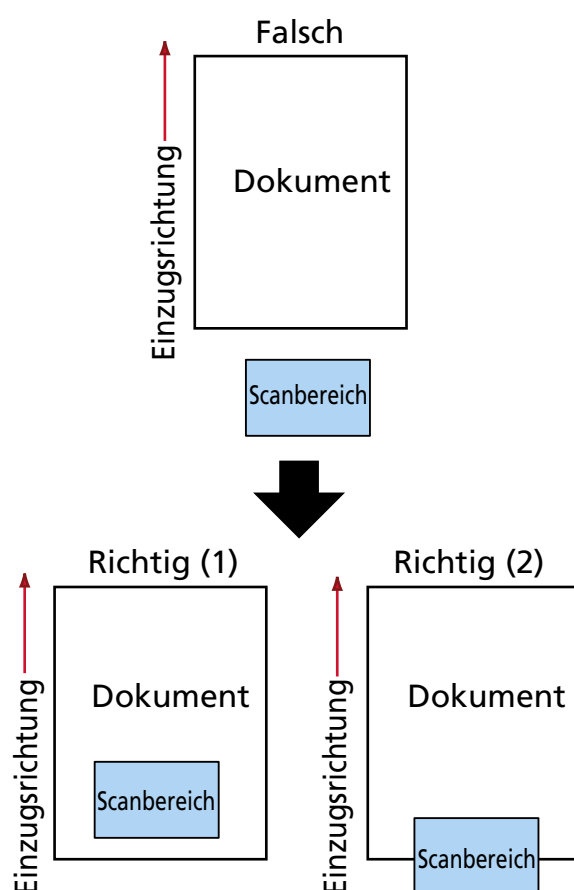 Falsch
Einzugsrichtung
Dokument
Scanbereich
Richtig (1)
Einzugsrichtung
Dokument
Scanbereich
Richtig (2)
Einzugsrichtung
Dokument
Scanbereich